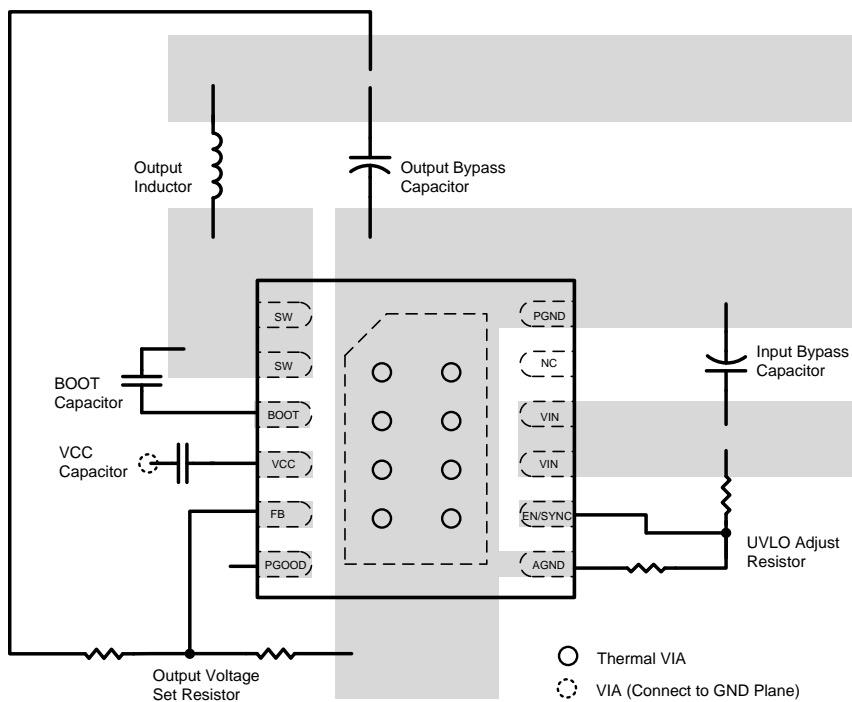 Output
Inductor
Output Bypass
Capacitor
SW
SW
BOOT
VCC
FB
PGOOD
PGND
NC
VIN
VIN
EN/SYNC
AGND
BOOT
Capacitor
VCC
Capacitor
Input Bypass
Capacitor
UVLO Adjust
Resistor
Output Voltage
Set Resistor
Thermal VIA
VIA (Connect to GND Plane)